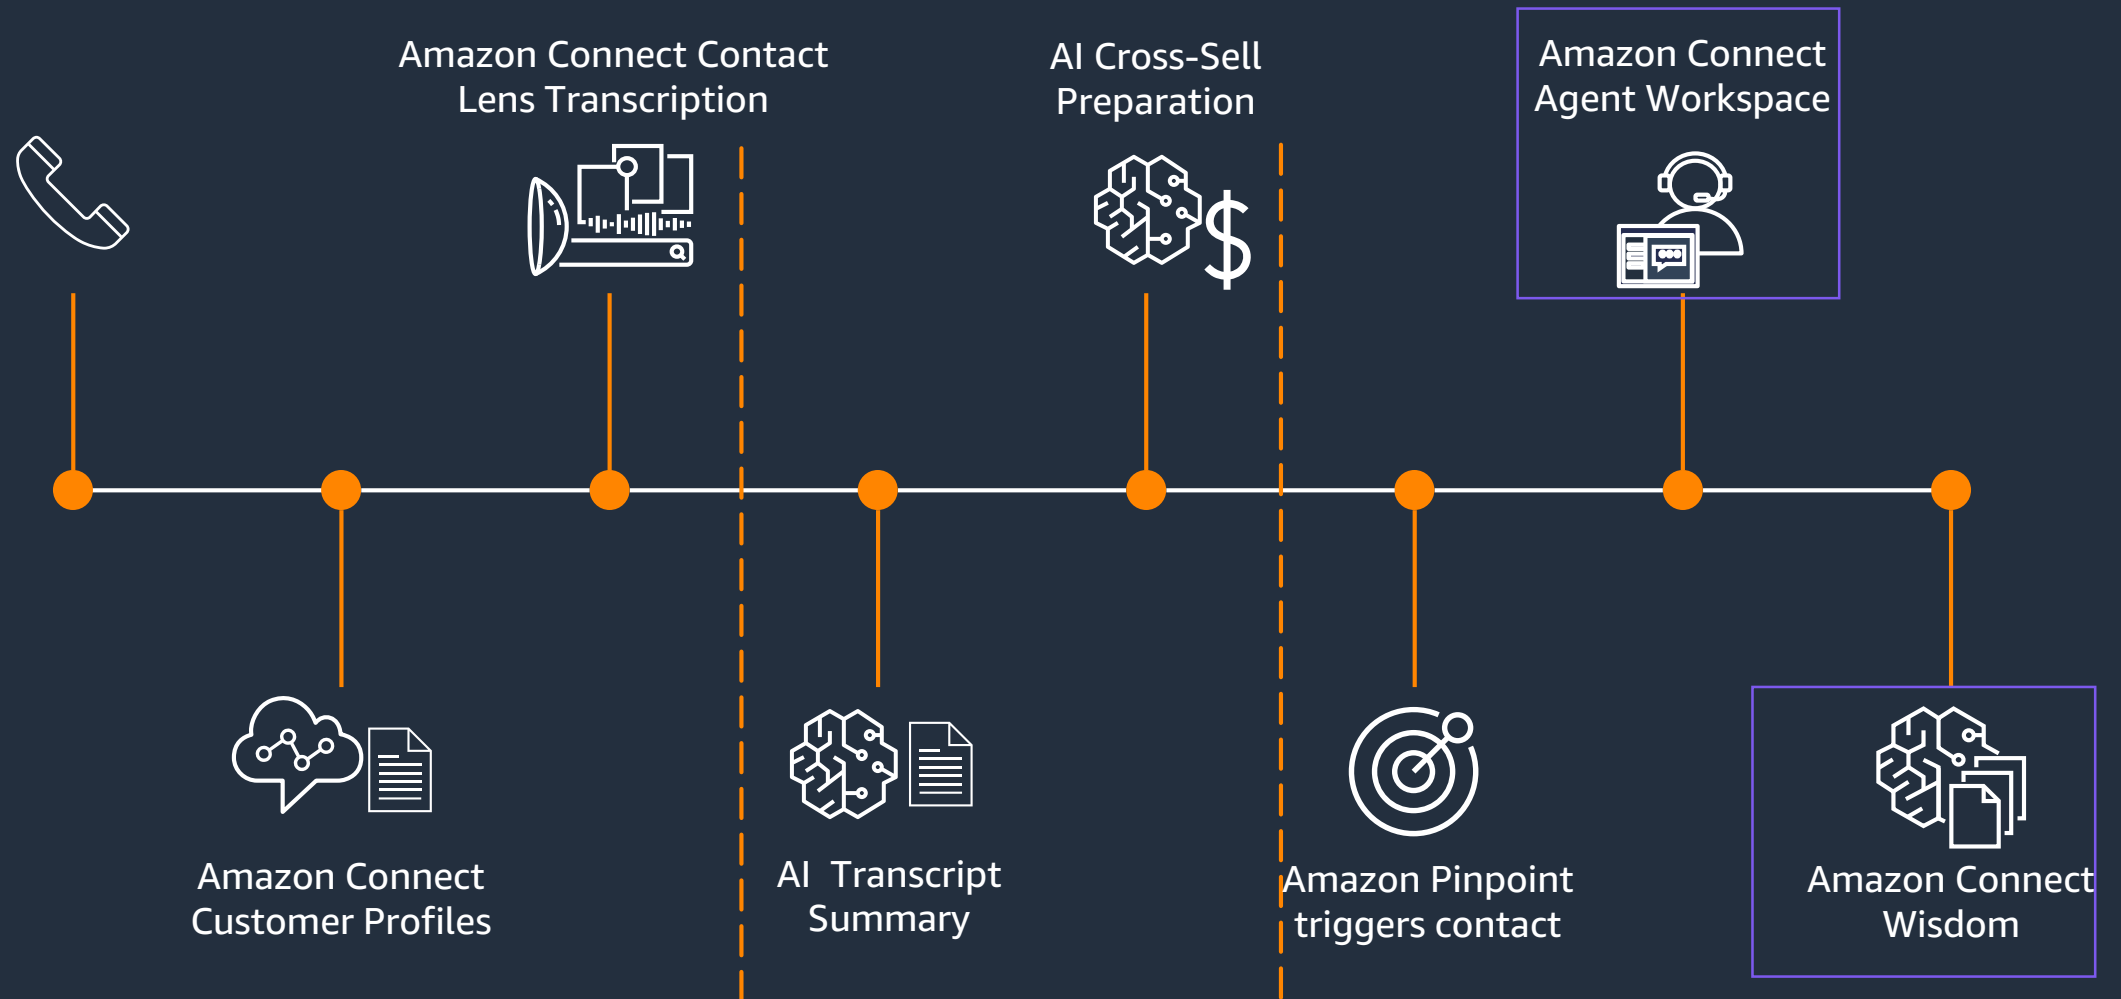 Amazon Connect Contact
Lens Transcription
AI Cross-Sell
Preparation
Amazon Connect
Agent Workspace
Amazon Connect
Customer Profiles
AI  Transcript
Summary
Amazon Pinpoint
triggers contact
Amazon Connect
Wisdom